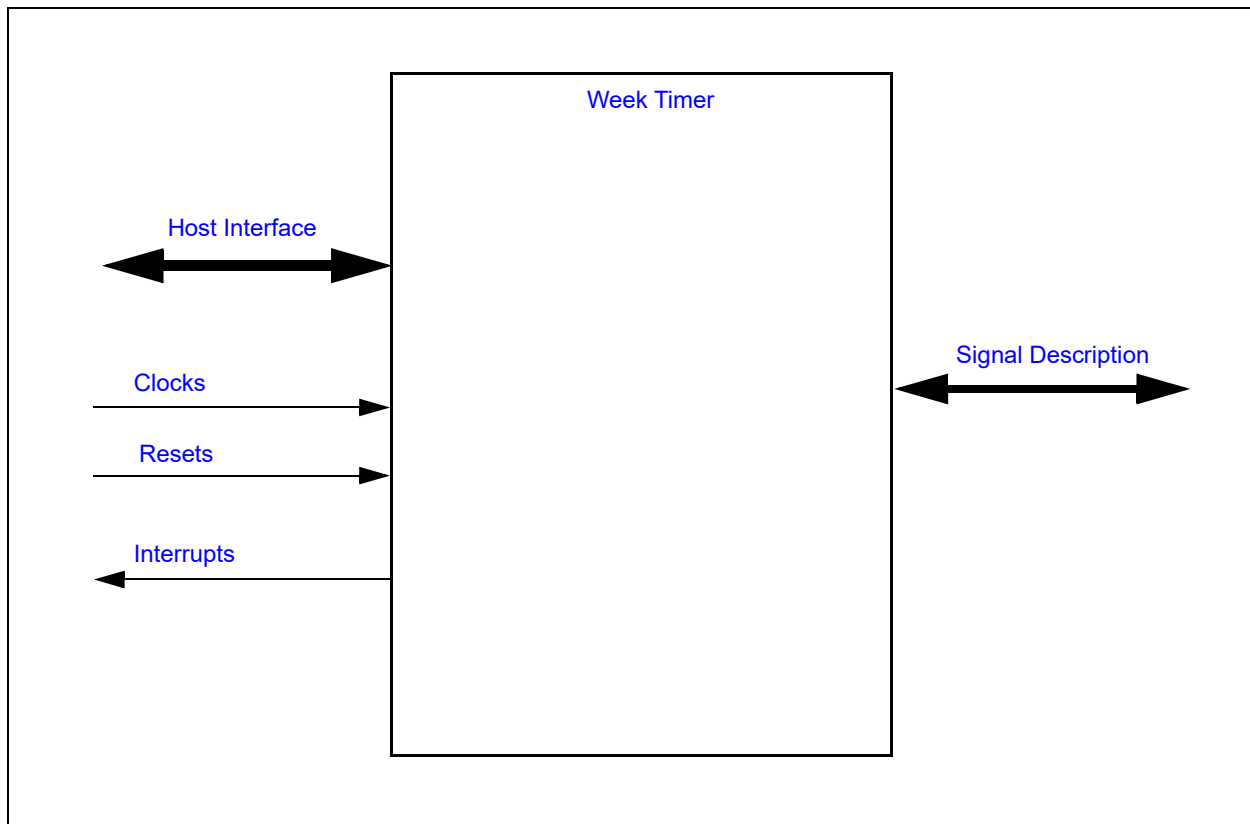 Week Timer
Host Interface
Signal Description
Clocks
Resets
Interrupts